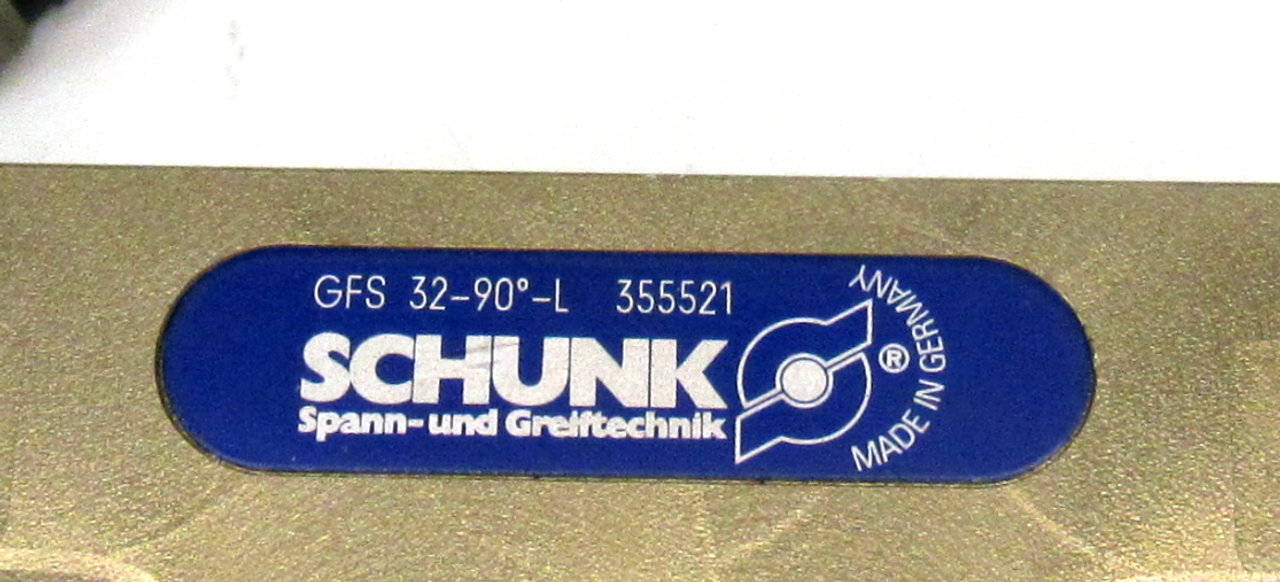 GFS 32-90°-L 355521
SCHUNK
Spann-und Greiftechnik
®
MADE IN GERMANY